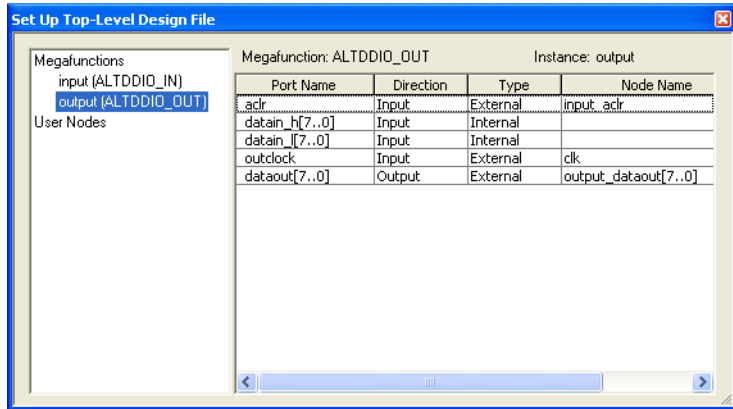 Set Up Top-Level Design File
Megafunctions
input (ALTDDIO_IN)
output (ALTDDIO_OUT)
User Nodes
Megafunction: ALTDDIO_OUT Instance: output
Port Name Direction Type Node Name
aclr Input External input_aclr
datain_h[7..0] Input Internal
datain_l[7..0] Input Internal
outclock Input External clk
dataout[7..0] Output External output_dataout[7..0]